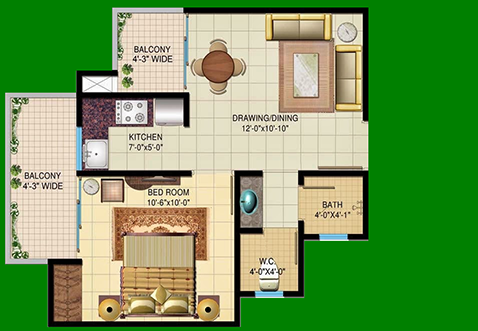 BALCONY
4'-3" WIDE
DRAWING/DINING
12'-0"x10'-10"
KITCHEN
7'-0"x5'-0"
BALCONY
4'-3" WIDE
BED ROOM
10'-6"x10'-0"
BATH
4'-0"X4'-1"
W.C.
4'-0"X4'-0"